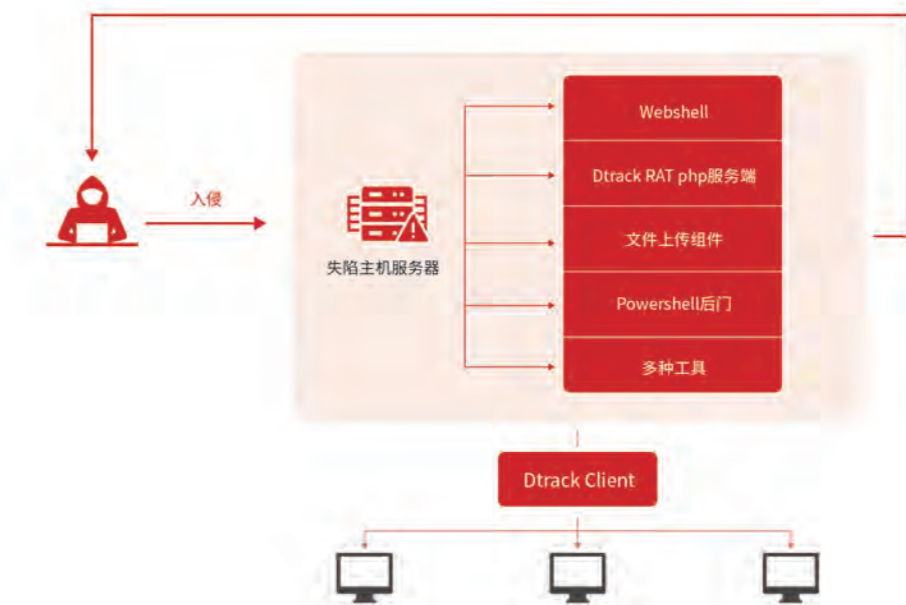 Webshell
Dtrack RAT php服务端
入侵
文件上传组件
失陷主机服务器
Powershell后门
多种工具
Dtrack Client